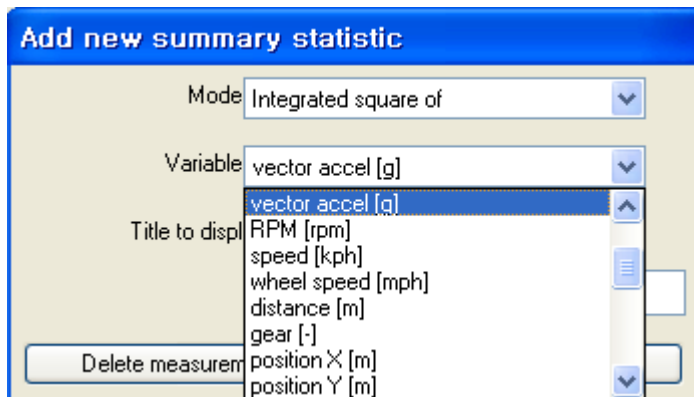 Add new summary statistic
Mode Integrated square of
Variable vector accel [g]
vector accel [g]
Title to displ RPM [rpm]
speed [kph]
wheel speed [mph]
distance [m]
gear [-]
Delete measurem position X [m]
position Y [m]